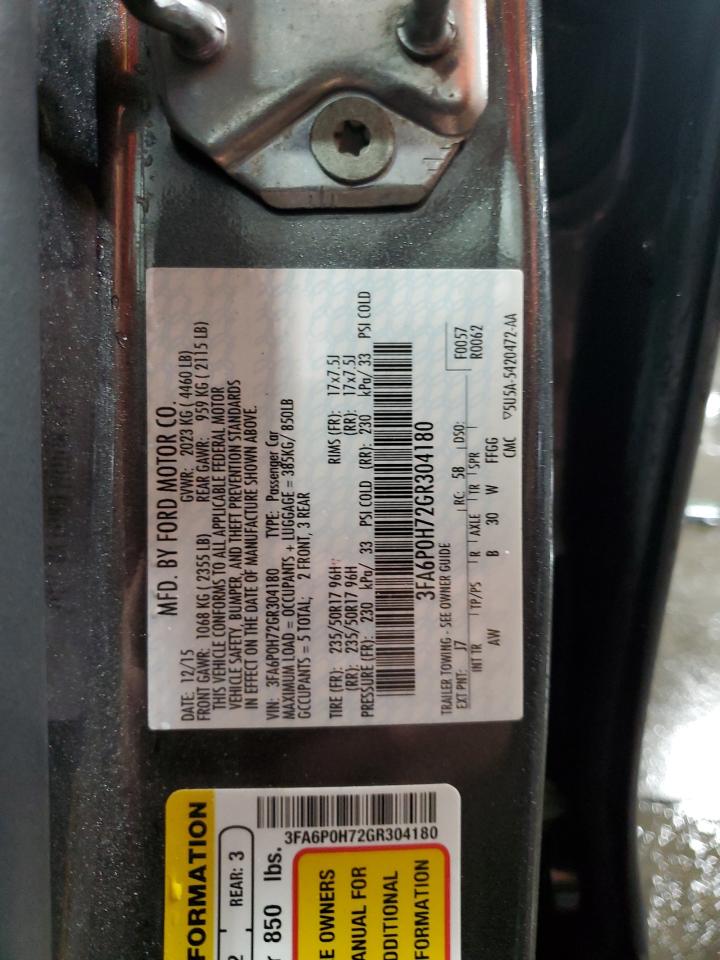 MFD. BY FORD MOTOR CO.
DATE: 12/15 GVWR: 2023 KG ( 4460 LB)
FRONT GAWR: 1068 KG ( 2355 LB) REAR GAWR: 959 KG ( 2115 LB)
THIS VEHICLE CONFORMS TO ALL APPLICABLE FEDERAL MOTOR
VEHICLE SAFETY, BUMPER, AND THEFT PREVENTION STANDARDS
IN EFFECT ON THE DATE OF MANUFACTURE SHOWN ABOVE.
VIN: 3FA6P0H72GR304180 TYPE: Passenger Car
MAXIMUM LOAD = OCCUPANTS + LUGGAGE = 385KG/ 850LB
OCCUPANTS = 5 TOTAL; 2 FRONT, 3 REAR
TIRE (FR): 235/50R17 96H RIMS (FR): 17x7.5J
(RR): 235/50R17 96H (RR): 17x7.5J
PRESSURE (FR): 230 kPa/ 33 PSI COLD (RR): 230 kPa/ 33 PSI COLD
3FA6P0H72GR304180
F0057
R0062
TRAILER TOWING - SEE OWNER GUIDE
EXT PNT: J7 RC: 58 DSO:
INT TR TP/PS R AXLE TR SPR
AW B 30 W FFGG
CMC ▽5U5A-5420472-AA
FORMATION
REAR: 3
850 lbs.
3FA6P0H72GR304180
E OWNERS
ANUAL FOR
DDITIONAL
FORMATION